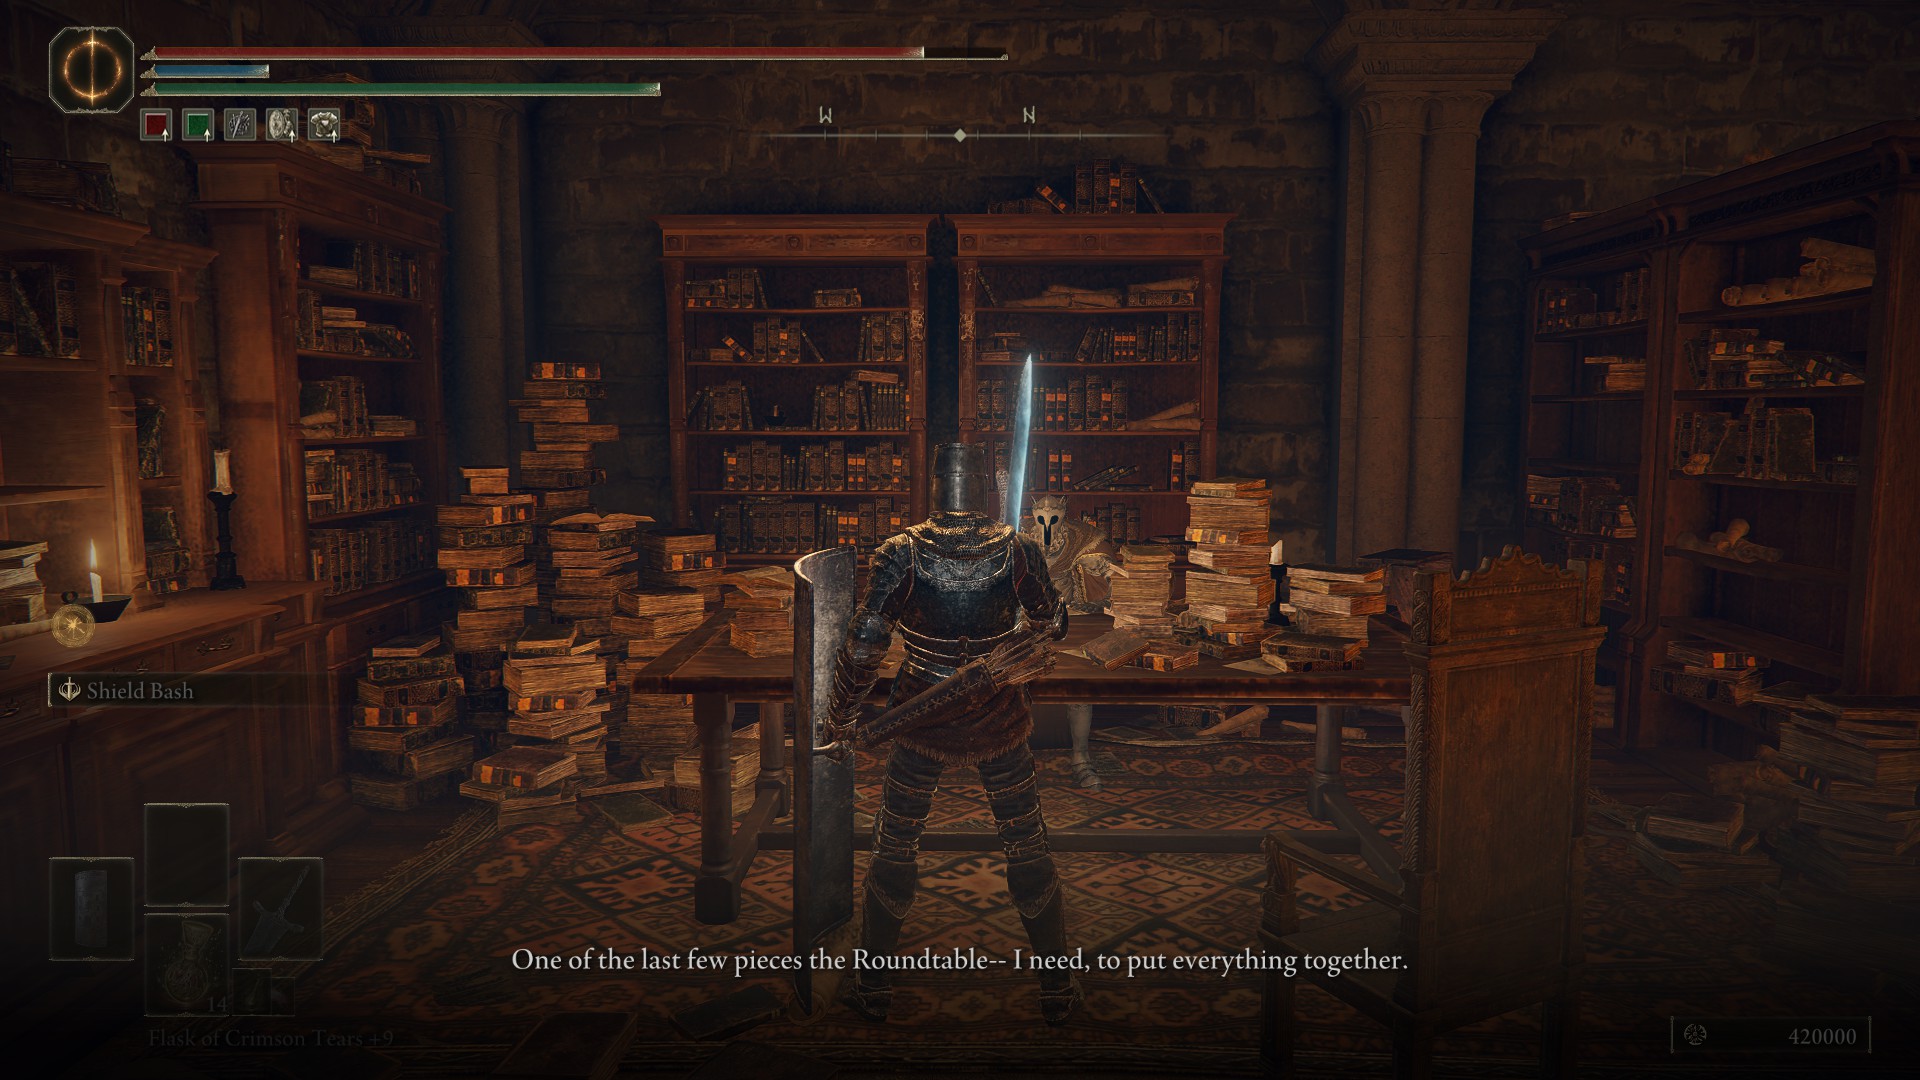 W N
Shield Bash
One of the last few pieces the Roundtable-- I need, to put everything together.
14
Flask of Crimson Tears +9
420000